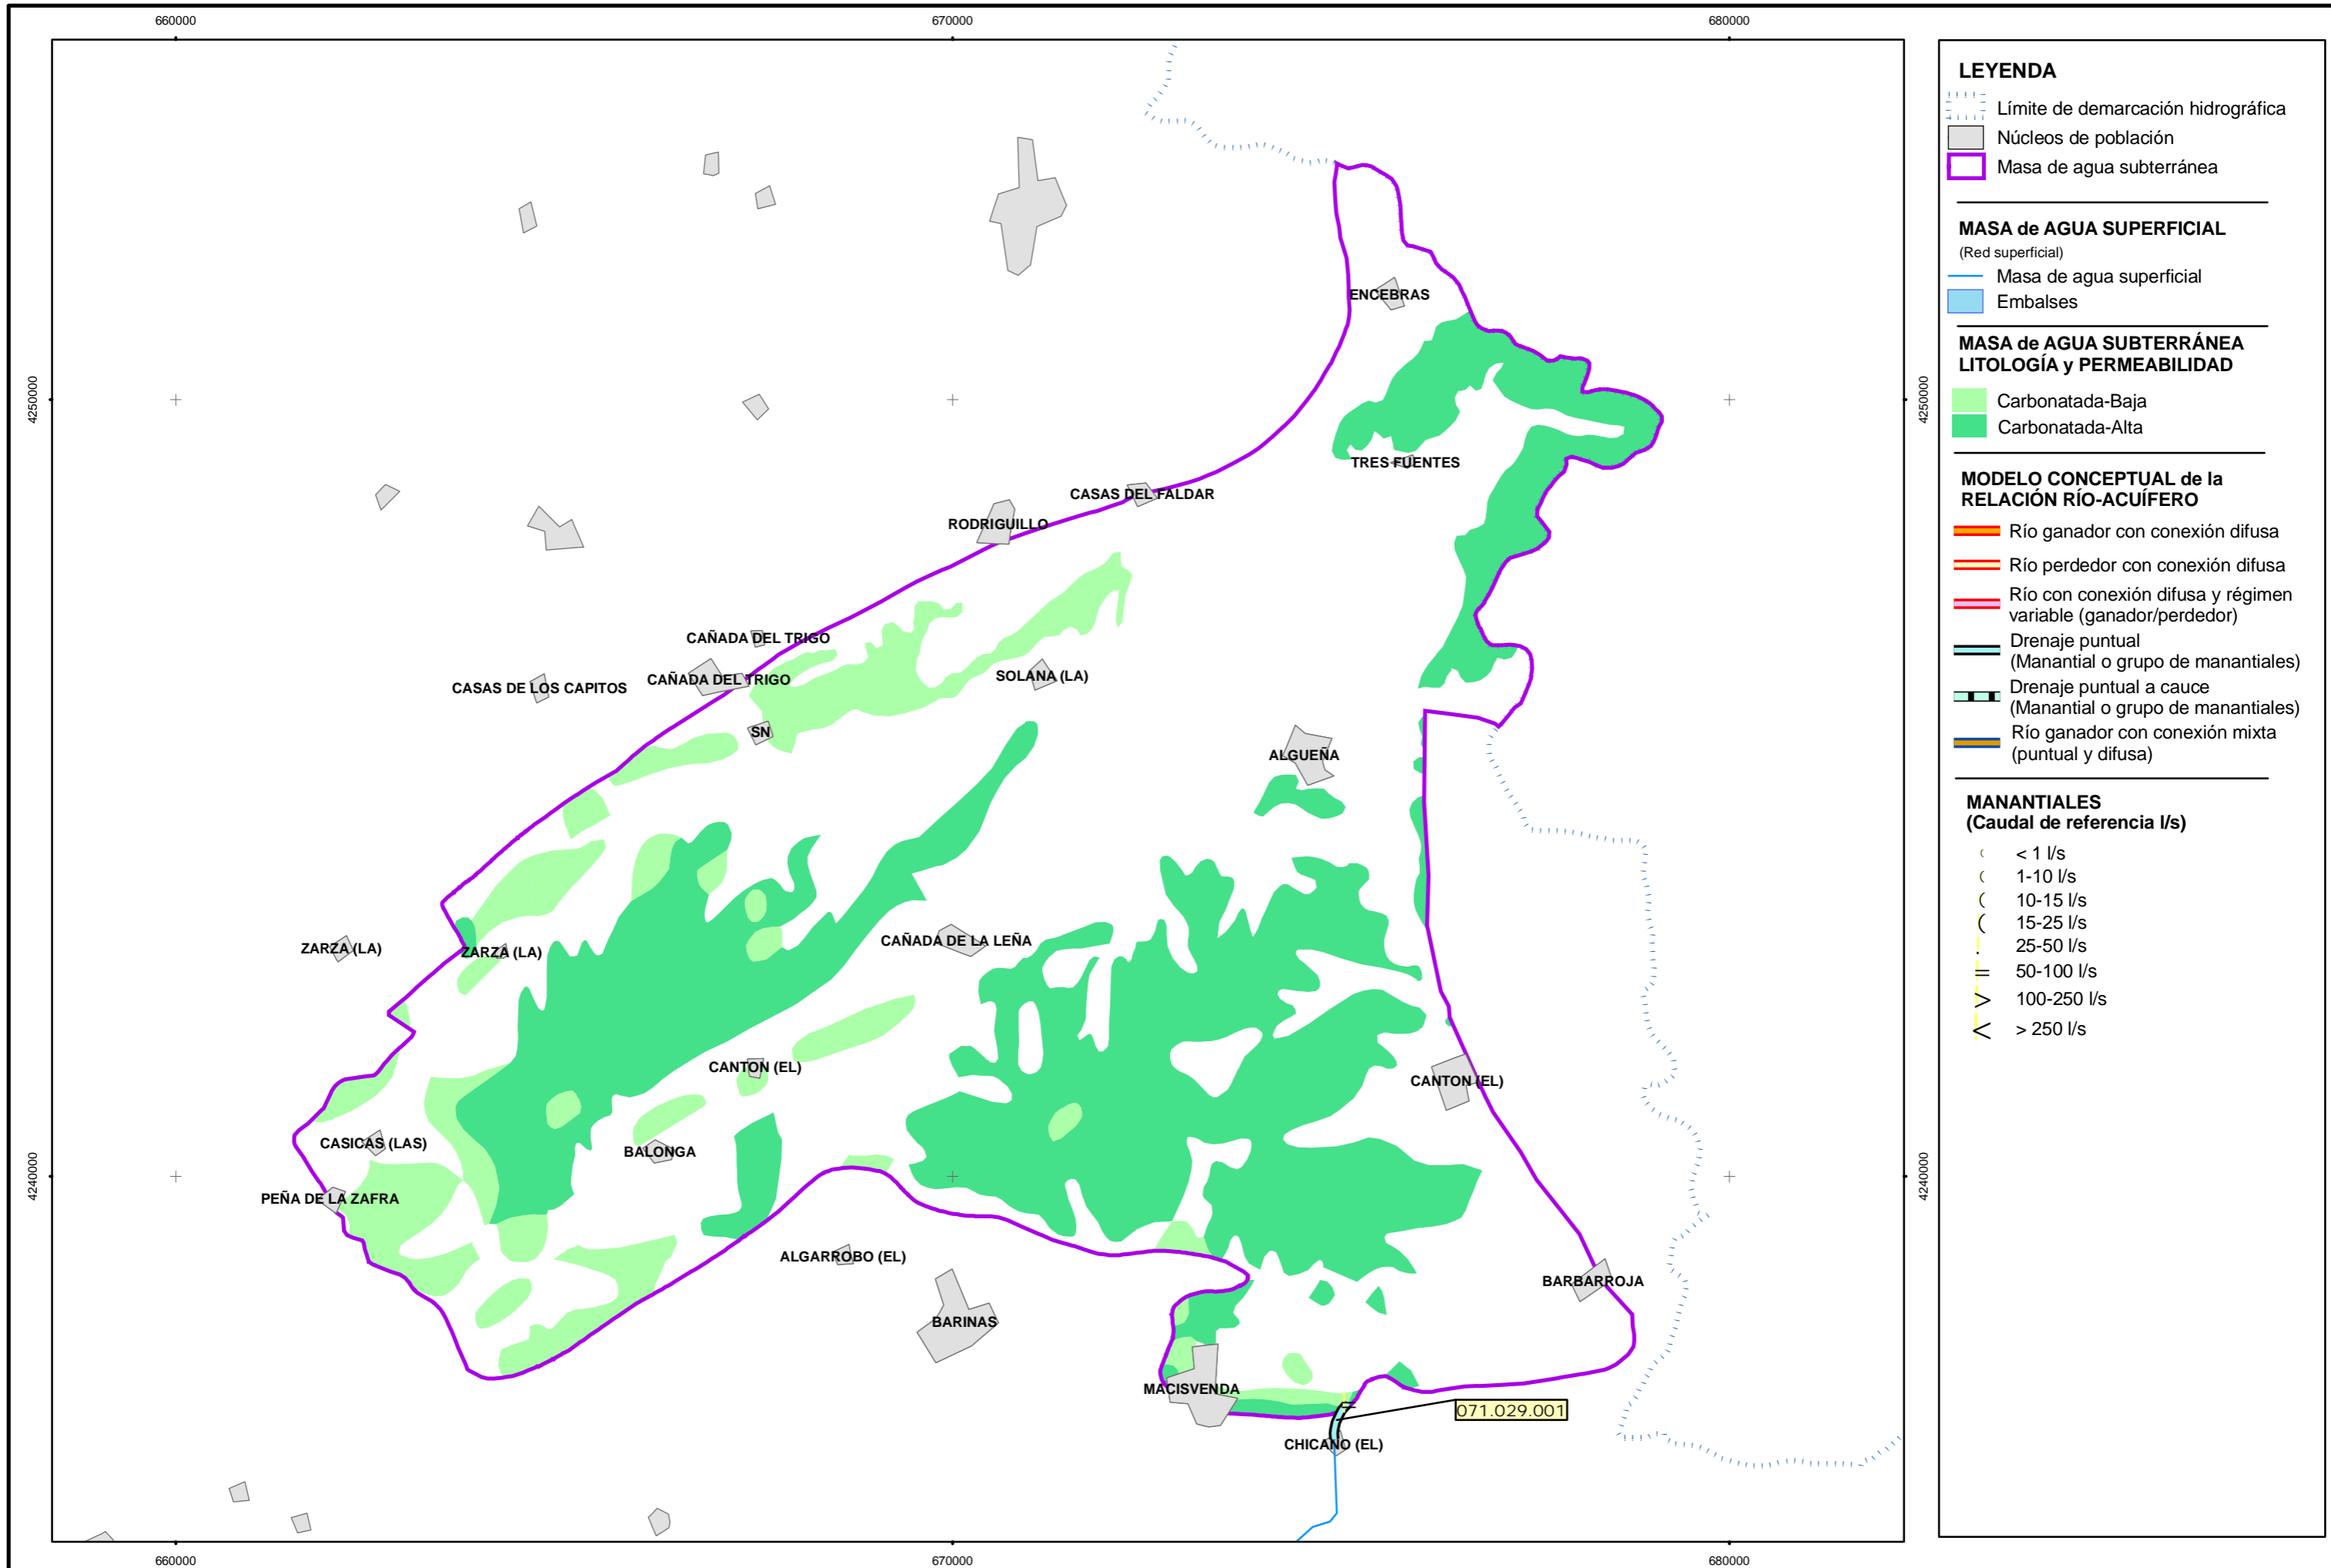 660000
670000
680000
4250000
4250000
4240000
4240000
ENCEBRAS
TRES FUENTES
CASAS DEL FALDAR
RODRIGUILLO
CAÑADA DEL TRIGO
CAÑADA DEL TRIGO
CASAS DE LOS CAPITOS
SOLANA (LA)
SN
ALGUEÑA
ZARZA (LA)
ZARZA (LA)
CAÑADA DE LA LEÑA
CANTON (EL)
CANTON (EL)
CASICAS (LAS)
BALONGA
PEÑA DE LA ZAFRA
ALGARROBO (EL)
BARBARROJA
BARINAS
MACISVENDA
071.029.001
CHICANO (EL)
660000
670000
680000
LEYENDA
Límite de demarcación hidrográfica
Núcleos de población
Masa de agua subterránea
MASA de AGUA SUPERFICIAL
(Red superficial)
Masa de agua superficial
Embalses
MASA de AGUA SUBTERRÁNEA
LITOLOGÍA y PERMEABILIDAD
Carbonatada-Baja
Carbonatada-Alta
MODELO CONCEPTUAL de la
RELACIÓN RÍO-ACUÍFERO
Río ganador con conexión difusa
Río perdedor con conexión difusa
Río con conexión difusa y régimen
variable (ganador/perdedor)
Drenaje puntual
(Manantial o grupo de manantiales)
Drenaje puntual a cauce
(Manantial o grupo de manantiales)
Río ganador con conexión mixta
(puntual y difusa)
MANANTIALES
(Caudal de referencia l/s)
< 1 l/s
1-10 l/s
10-15 l/s
15-25 l/s
25-50 l/s
50-100 l/s
100-250 l/s
> 250 l/s